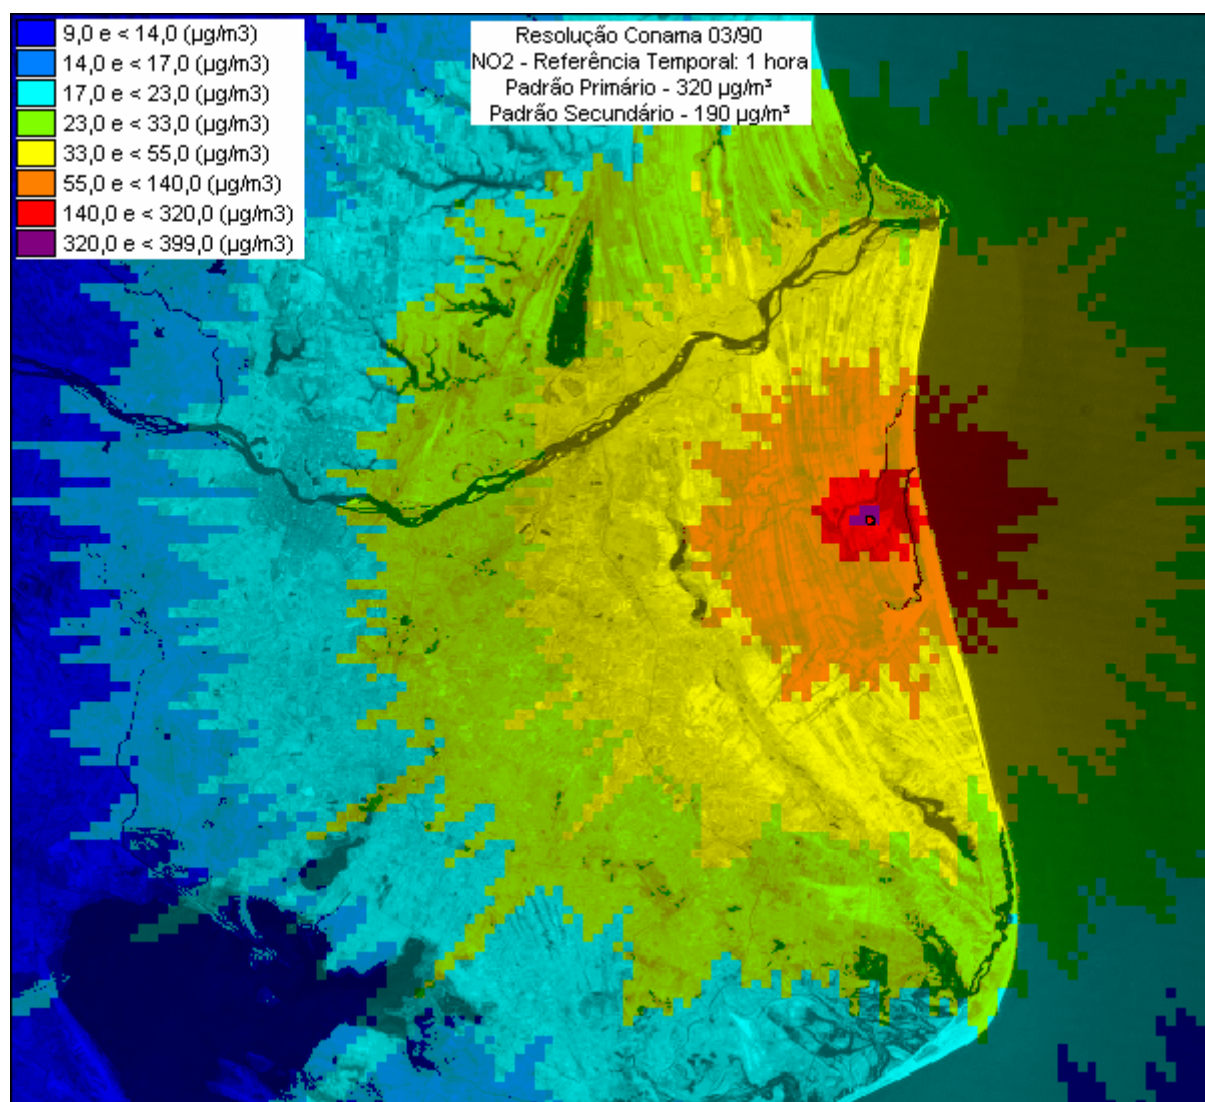 9,0 e < 14,0 (µg/m3)
14,0 e < 17,0 (µg/m3)
17,0 e < 23,0 (µg/m3)
23,0 e < 33,0 (µg/m3)
33,0 e < 55,0 (µg/m3)
55,0 e < 140,0 (µg/m3)
140,0 e < 320,0 (µg/m3)
320,0 e < 399,0 (µg/m3)
Resolução Conama 03/90
NO2 - Referência Temporal: 1 hora
Padrão Primário - 320 µg/m³
Padrão Secundário - 190 µg/m³